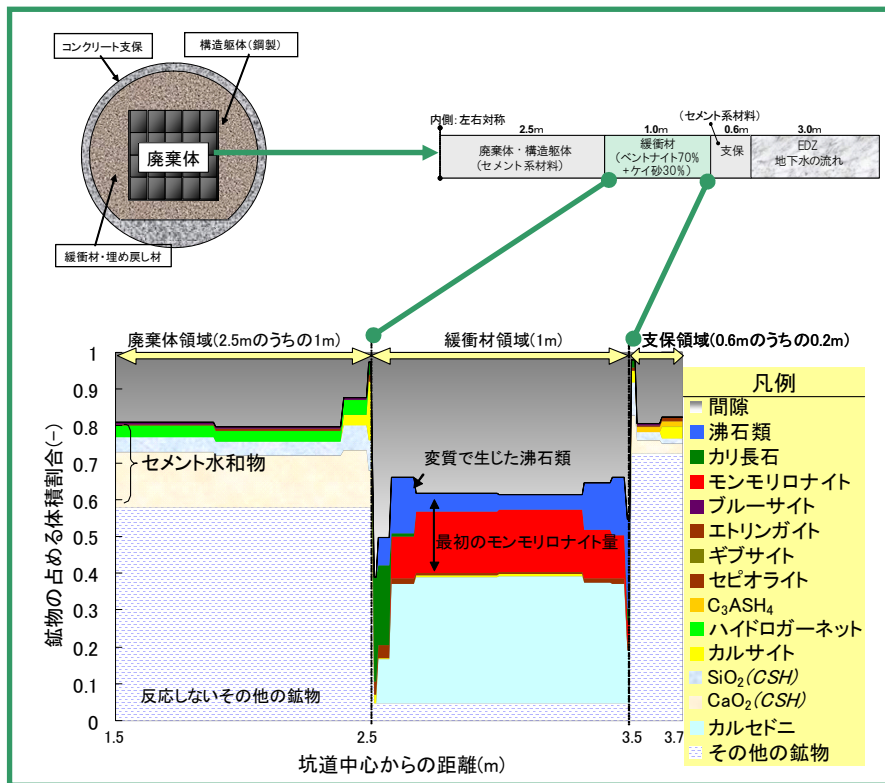 コンクリート支保
構造躯体(鋼製)
廃棄体
緩衝材・埋め戻し材
内側:左右対称
(セメント系材料)
2.5m
1.0m
0.6m
3.0m
廃棄体・構造躯体
(セメント系材料)
緩衝材
(ベントナイト70%
+ケイ砂30%)
支保
EDZ
地下水の流れ
廃棄体領域(2.5mのうちの1m)
緩衝材領域(1m)
支保領域(0.6mのうちの0.2m)
鉱物の占める体積割合(-)
1
0.9
0.8
0.7
0.6
0.5
0.4
0.3
0.2
0.1
0
セメント水和物
変質で生じた沸石類
最初のモンモリロナイト量
反応しないその他の鉱物
1.5
2.5
3.5
3.7
坑道中心からの距離(m)
凡例
間隙
沸石類
カリ長石
モンモリロナイト
ブルーサイト
エトリンガイト
ギブサイト
セピオライト
C₃ASH₄
ハイドロガーネット
カルサイト
SiO₂(CSH)
CaO₂(CSH)
カルセドニ
その他の鉱物